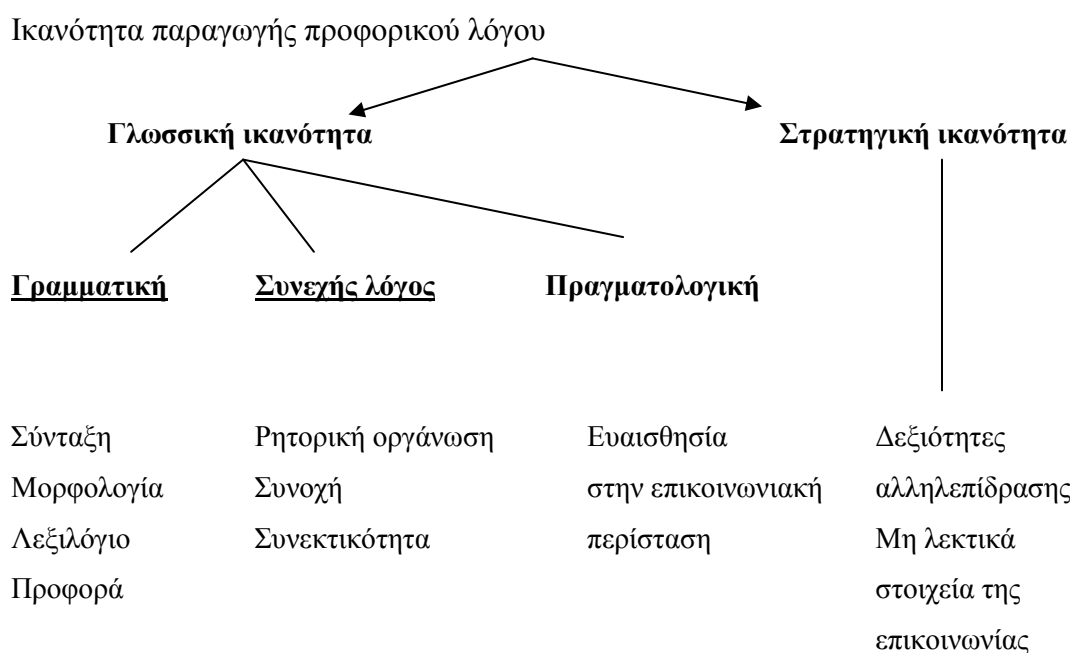 Ικανότητα παραγωγής προφορικού λόγου
Γλωσσική ικανότητα Στρατηγική ικανότητα
Γραμματική Συνεχής λόγος Πραγματολογική
Σύνταξη Ρητορική οργάνωση Ευαισθησία Δεξιότητες
Μορφολογία Συνοχή στην επικοινωνιακή αλληλεπίδρασης
Λεξιλόγιο Συνεκτικότητα περίσταση Μη λεκτικά
Προφορά στοιχεία της
επικοινωνίας